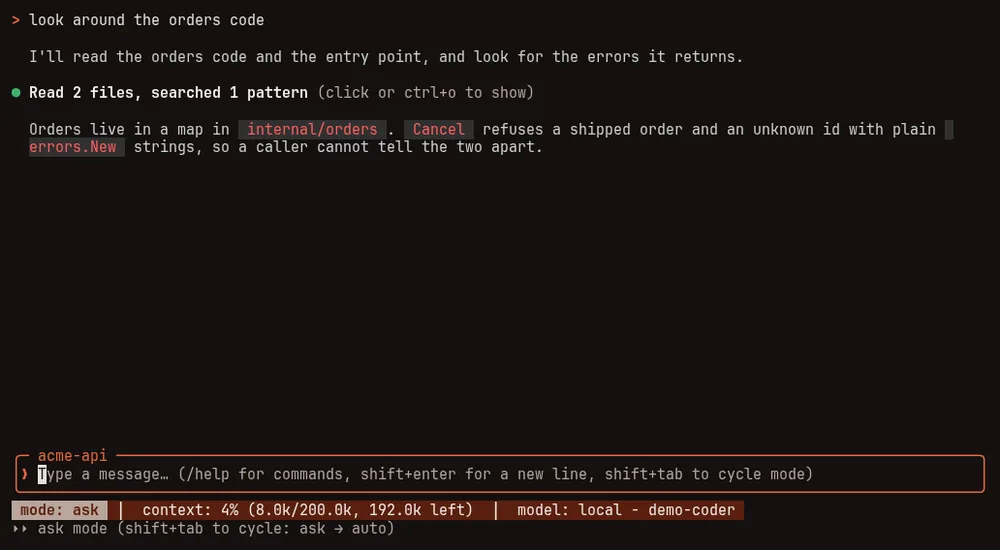 > look around the orders code
I'll read the orders code and the entry point, and look for the errors it returns.
● Read 2 files, searched 1 pattern (click or ctrl+o to show)
Orders live in a map in internal/orders . Cancel refuses a shipped order and an unknown id with plain
errors.New strings, so a caller cannot tell the two apart.
acme-api
❯ Type a message… (/help for commands, shift+enter for a new line, shift+tab to cycle mode)
mode: ask | context: 4% (8.0k/200.0k, 192.0k left) | model: local - demo-coder
▸▸ ask mode (shift+tab to cycle: ask → auto)